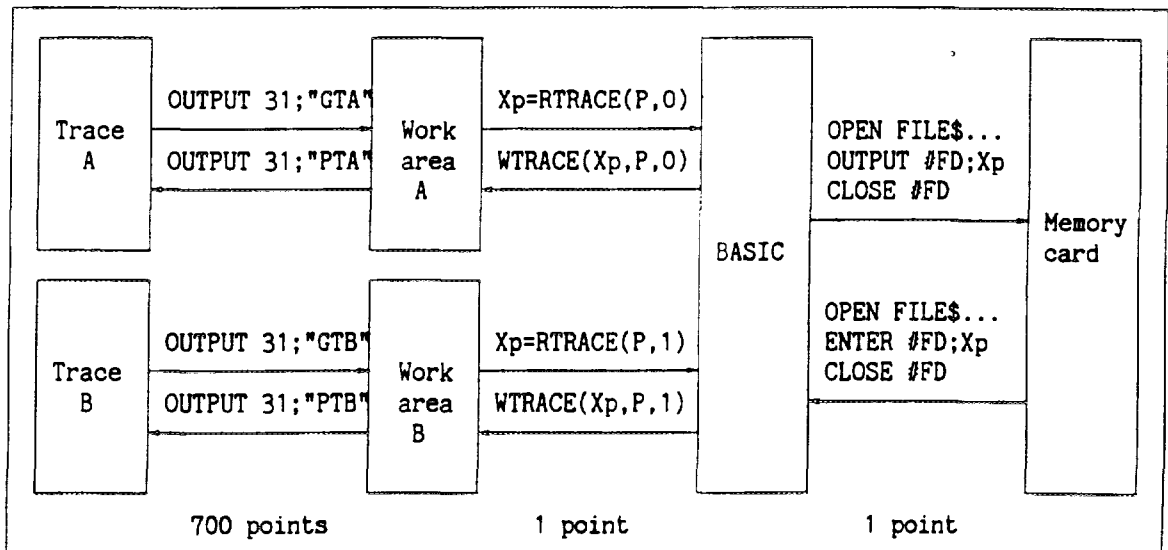 Trace
A
OUTPUT 31;"GTA"
OUTPUT 31;"PTA"
Work
area
A
Xp=RTRACE(P,0)
WTRACE(Xp,P,0)
BASIC
OPEN FILE$...
OUTPUT #FD;Xp
CLOSE #FD
Memory
card
Trace
B
OUTPUT 31;"GTB"
OUTPUT 31;"PTB"
Work
area
B
Xp=RTRACE(P,1)
WTRACE(Xp,P,1)
OPEN FILE$...
ENTER #FD;Xp
CLOSE #FD
700 points
1 point
1 point